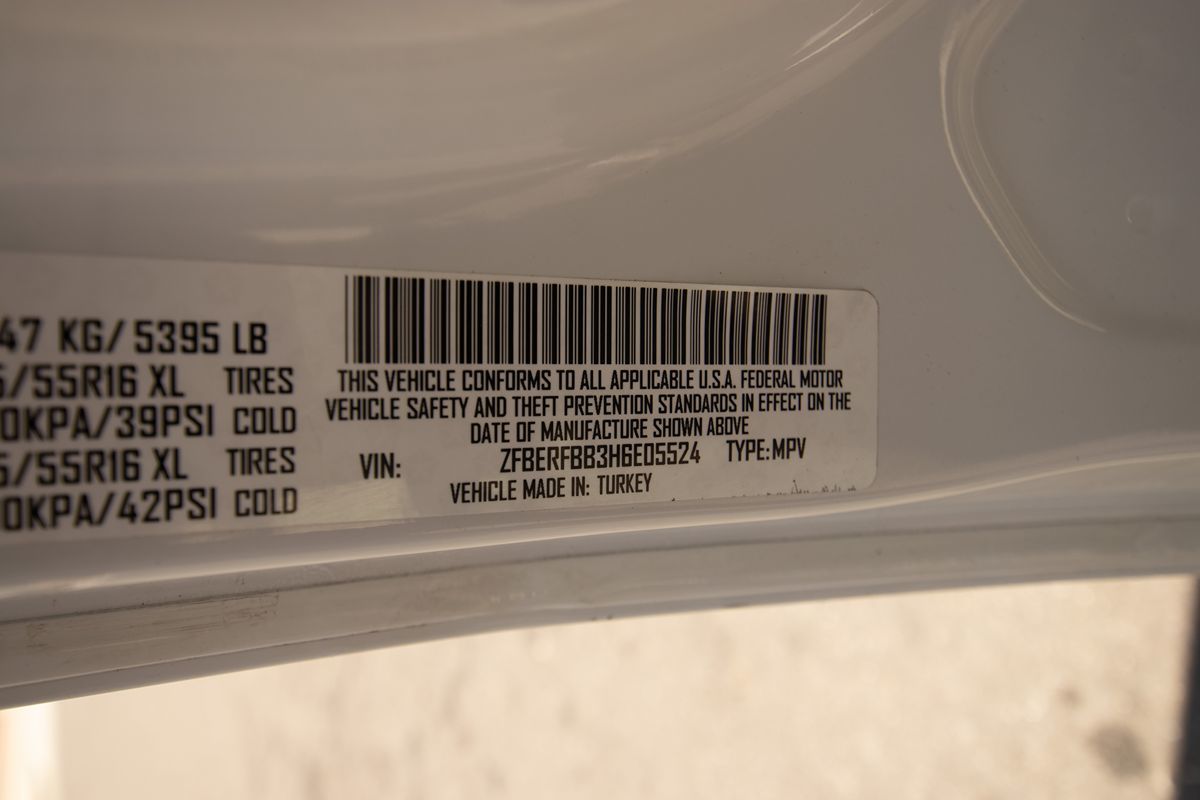 47 KG/ 5395 LB
/55R16 XL TIRES
0KPA/39PSI COLD
/55R16 XL TIRES
0KPA/42PSI COLD
THIS VEHICLE CONFORMS TO ALL APPLICABLE U.S.A. FEDERAL MOTOR
VEHICLE SAFETY AND THEFT PREVENTION STANDARDS IN EFFECT ON THE
DATE OF MANUFACTURE SHOWN ABOVE
VIN: ZFBERFBB3H6E05524 TYPE: MPV
VEHICLE MADE IN: TURKEY